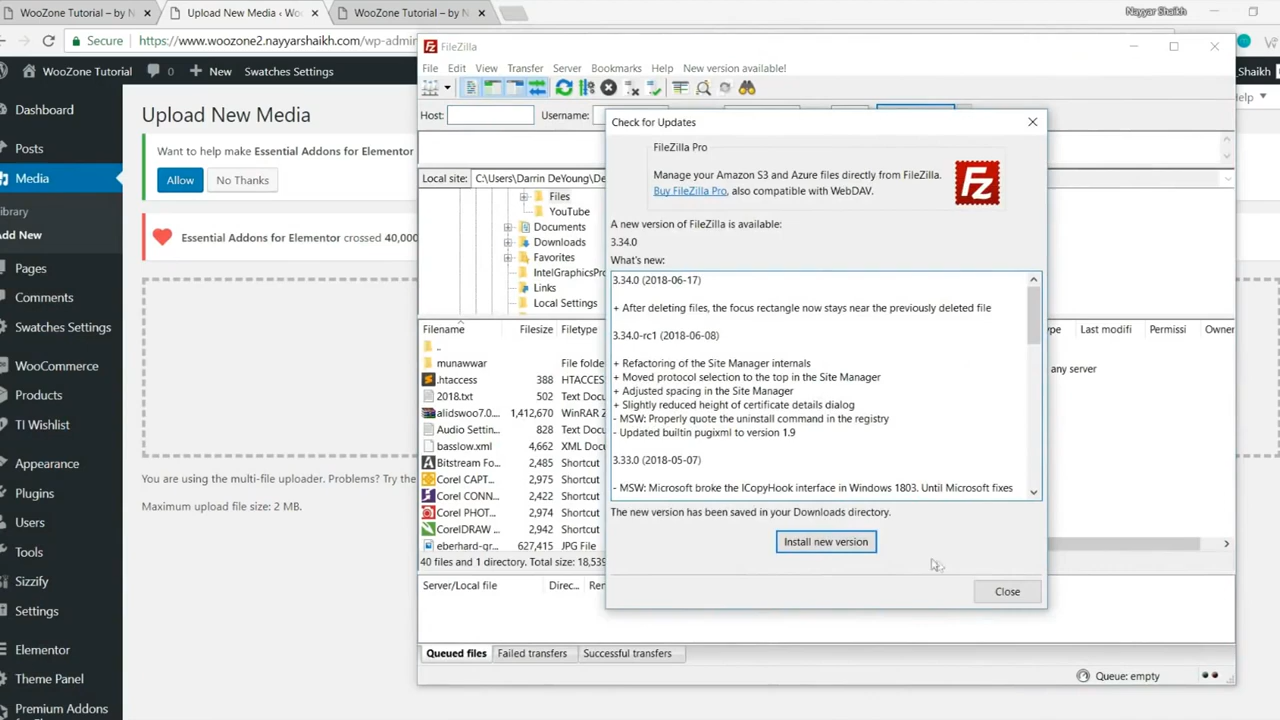 WooZone Tutorial – by N
Upload New Media ‹ Woo
WooZone Tutorial – by N
Nayyar Shaikh
Secure
https://www.woozone2.nayyarshaikh.com/wp-admin
WooZone Tutorial
0
New
Swatches Settings
_Shaikh
elp
Dashboard
Posts
Media
ibrary
dd New
Pages
Comments
Swatches Settings
WooCommerce
Products
TI Wishlist
Appearance
Plugins
Users
Tools
Sizzify
Settings
Elementor
Theme Panel
Premium Addons
Upload New Media
Want to help make Essential Addons for Elementor
Allow
No Thanks
Essential Addons for Elementor crossed 40,000
You are using the multi-file uploader. Problems? Try the
Maximum upload file size: 2 MB.
FileZilla
File Edit View Transfer Server Bookmarks Help New version available!
Host:
Username:
Local site:
C:\Users\Darrin DeYoung\De
Files
YouTube
Documents
Downloads
Favorites
IntelGraphicsPro
Links
Local Settings
Filename Filesize Filetype
..
munawwar File folde
.htaccess 388 HTACCESS
2018.txt 502 Text Docu
alidswoo7.0... 1,412,670 WinRAR Z
Audio Settin... 828 Text Docu
basslow.xml 4,662 XML Docu
Bitstream Fo... 2,485 Shortcut
Corel CAPT... 2,975 Shortcut
Corel CONN... 2,422 Shortcut
Corel PHOT... 2,974 Shortcut
CorelDRAW ... 2,942 Shortcut
eberhard-gr... 627,415 JPG File
40 files and 1 directory. Total size: 18,539
ype Last modifi Permissi Owner
any server
Server/Local file Direc... Ren
Queued files
Failed transfers
Successful transfers
Queue: empty
Check for Updates
FileZilla Pro
Manage your Amazon S3 and Azure files directly from FileZilla.
Buy FileZilla Pro, also compatible with WebDAV.
Fz
A new version of FileZilla is available:
3.34.0
What's new:
3.34.0 (2018-06-17)
+ After deleting files, the focus rectangle now stays near the previously deleted file
3.34.0-rc1 (2018-06-08)
+ Refactoring of the Site Manager internals
+ Moved protocol selection to the top in the Site Manager
+ Adjusted spacing in the Site Manager
+ Slightly reduced height of certificate details dialog
- MSW: Properly quote the uninstall command in the registry
- Updated builtin pugixml to version 1.9
3.33.0 (2018-05-07)
- MSW: Microsoft broke the ICopyHook interface in Windows 1803. Until Microsoft fixes
The new version has been saved in your Downloads directory.
Install new version
Close